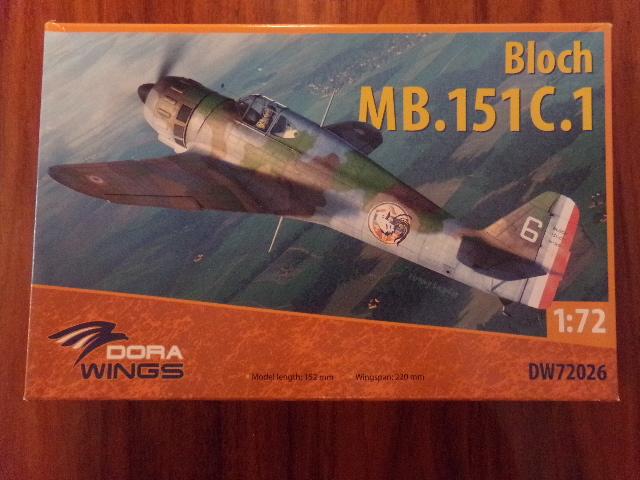 Bloch
MB.151C.1
6
1:72
DORA
WINGS
Model length: 152 mm
Wingspan: 220 mm
DW72026